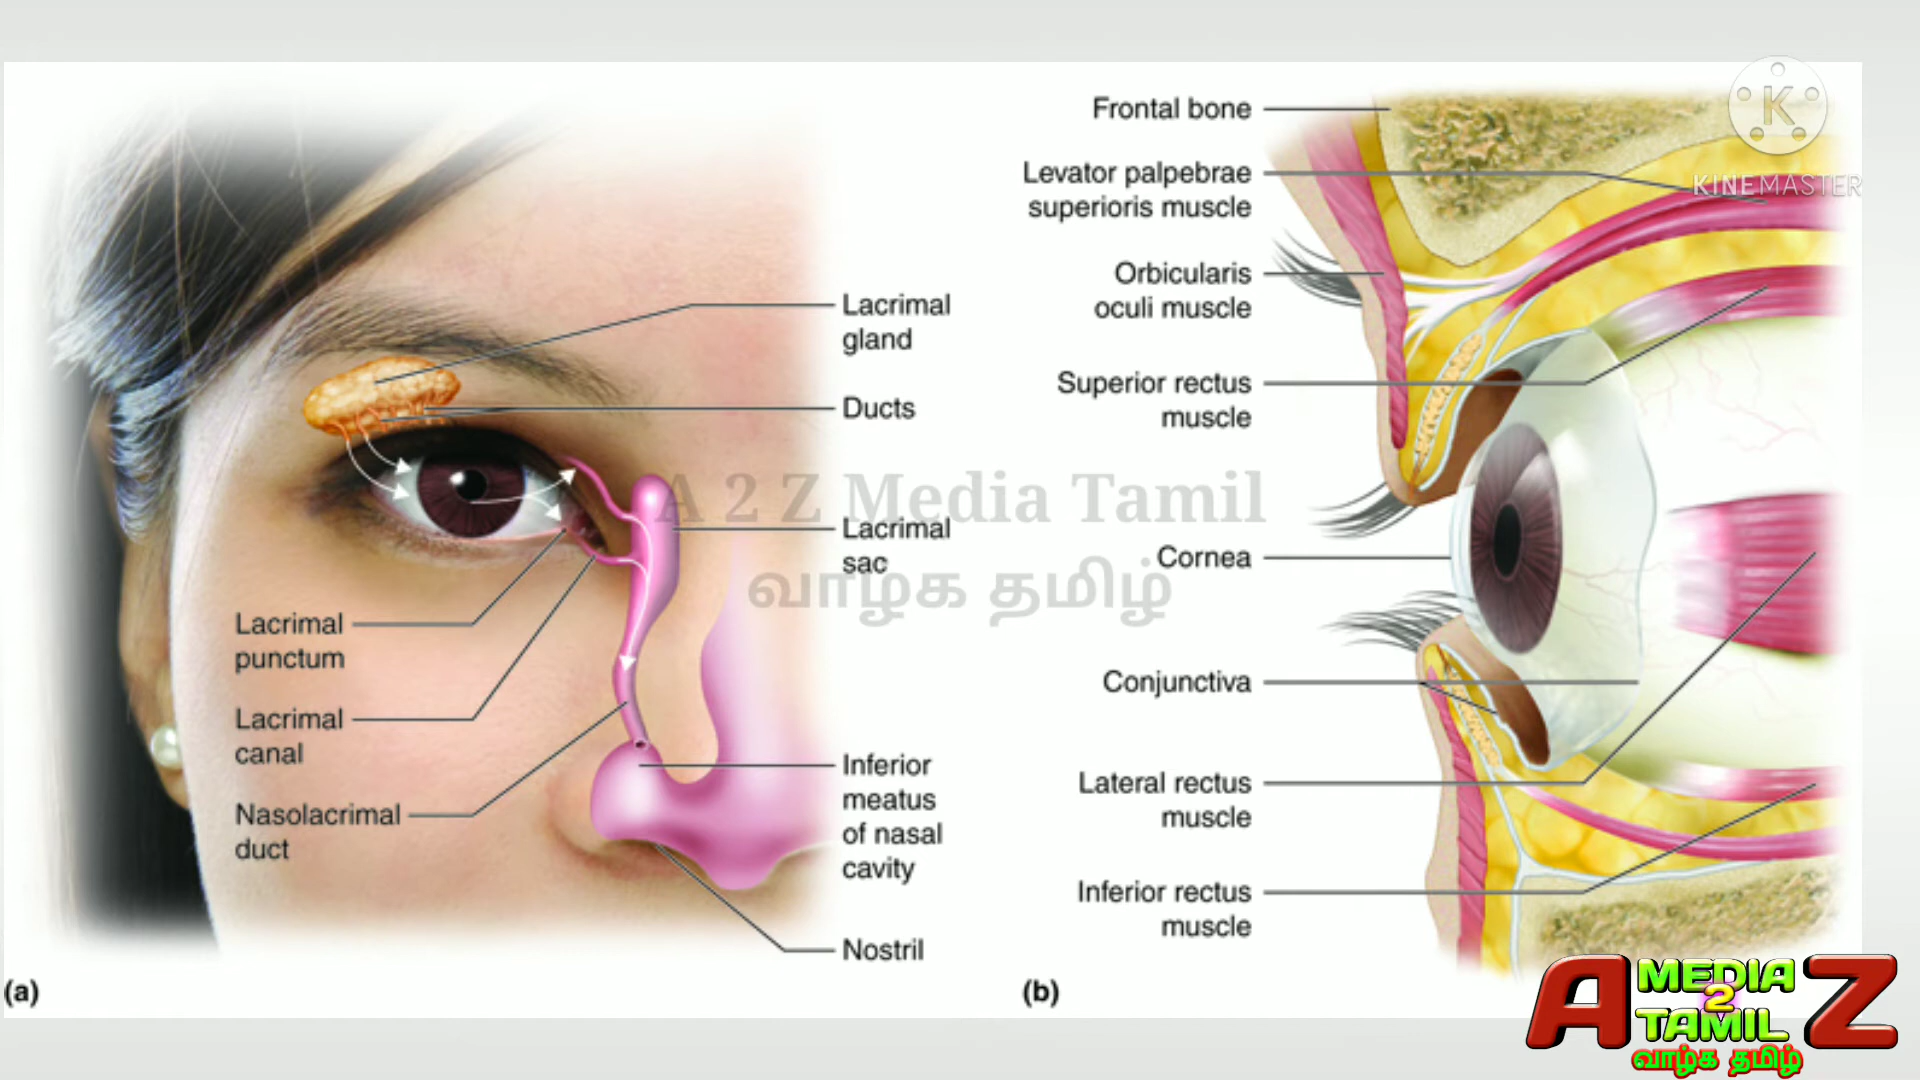 Lacrimal
gland
Ducts
Lacrimal
sac
Lacrimal
punctum
Lacrimal
canal
Nasolacrimal
duct
Inferior
meatus
of nasal
cavity
Nostril
(a)
Frontal bone
Levator palpebrae
superioris muscle
Orbicularis
oculi muscle
Superior rectus
muscle
Cornea
Conjunctiva
Lateral rectus
muscle
Inferior rectus
muscle
(b)
A 2 Z Media Tamil
வாழ்க தமிழ்
K
KINEMASTER
A MEDIA 2 TAMIL Z
வாழ்க தமிழ்